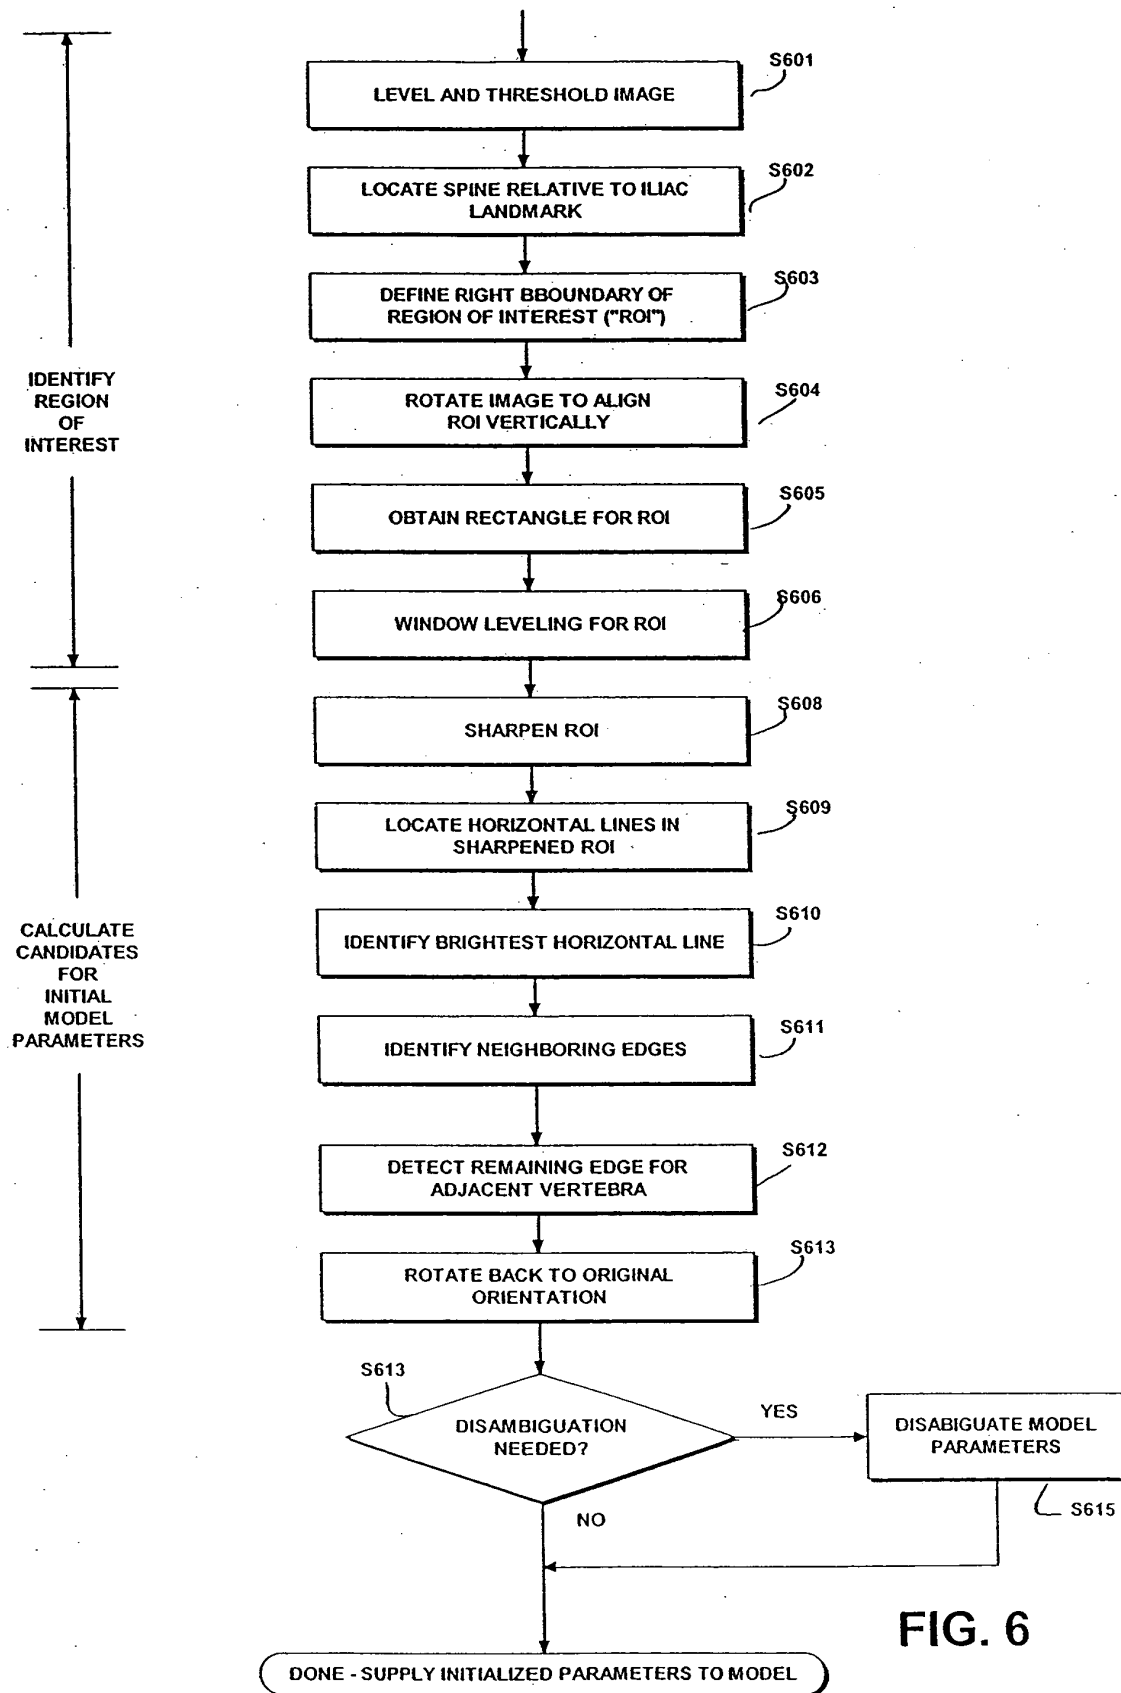 S601
LEVEL AND THRESHOLD IMAGE
S602
LOCATE SPINE RELATIVE TO ILIAC
LANDMARK
S603
DEFINE RIGHT BBOUNDARY OF
REGION OF INTEREST ("ROI")
IDENTIFY
REGION
OF
INTEREST
S604
ROTATE IMAGE TO ALIGN
ROI VERTICALLY
S605
OBTAIN RECTANGLE FOR ROI
S606
WINDOW LEVELING FOR ROI
S608
SHARPEN ROI
S609
LOCATE HORIZONTAL LINES IN
SHARPENED ROI
CALCULATE
CANDIDATES
FOR
INITIAL
MODEL
PARAMETERS
S610
IDENTIFY BRIGHTEST HORIZONTAL LINE
S611
IDENTIFY NEIGHBORING EDGES
S612
DETECT REMAINING EDGE FOR
ADJACENT VERTEBRA
S613
ROTATE BACK TO ORIGINAL
ORIENTATION
S613
DISAMBIGUATION
NEEDED?
YES
DISABIGUATE MODEL
PARAMETERS
S615
NO
FIG. 6
DONE - SUPPLY INITIALIZED PARAMETERS TO MODEL